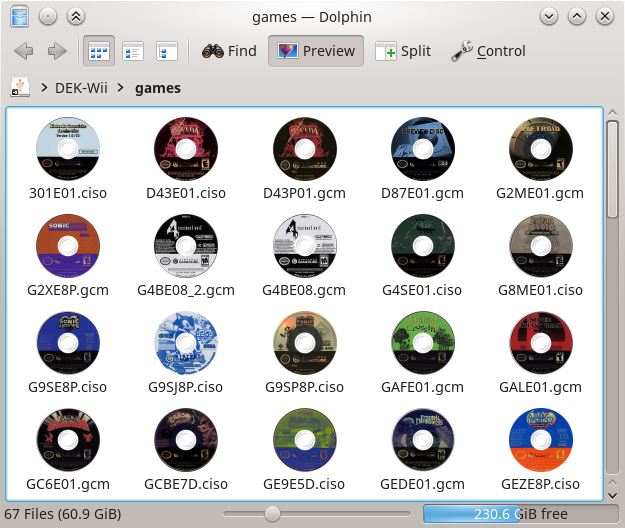 games — Dolphin
Find
Preview
Split
Control
DEK-Wii
games
301E01.ciso
D43E01.ciso
D43P01.gcm
D87E01.gcm
G2ME01.gcm
G2XE8P.gcm
G4BE08_2.gcm
G4BE08.gcm
G4SE01.ciso
G8ME01.ciso
G9SE8P.ciso
G9SJ8P.ciso
G9SP8P.ciso
GAFE01.gcm
GALE01.gcm
GC6E01.gcm
GCBE7D.ciso
GE9E5D.ciso
GEDE01.gcm
GEZE8P.ciso
67 Files (60.9 GiB)
230.6 GiB free